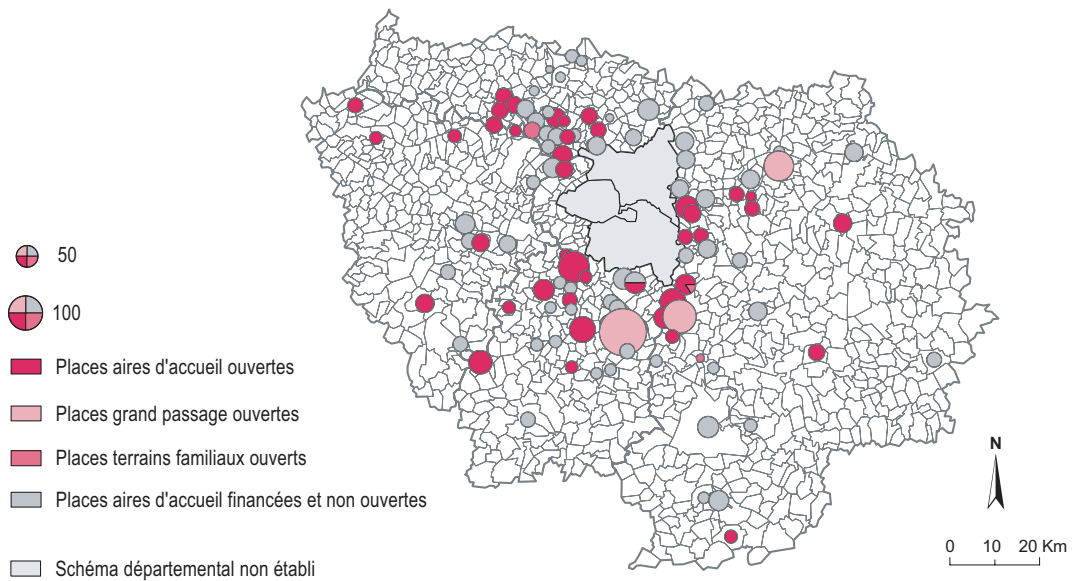 50
100
Places aires d'accueil ouvertes
Places grand passage ouvertes
Places terrains familiaux ouverts
Places aires d'accueil financées et non ouvertes
Schéma départemental non établi
N
0 10 20 Km